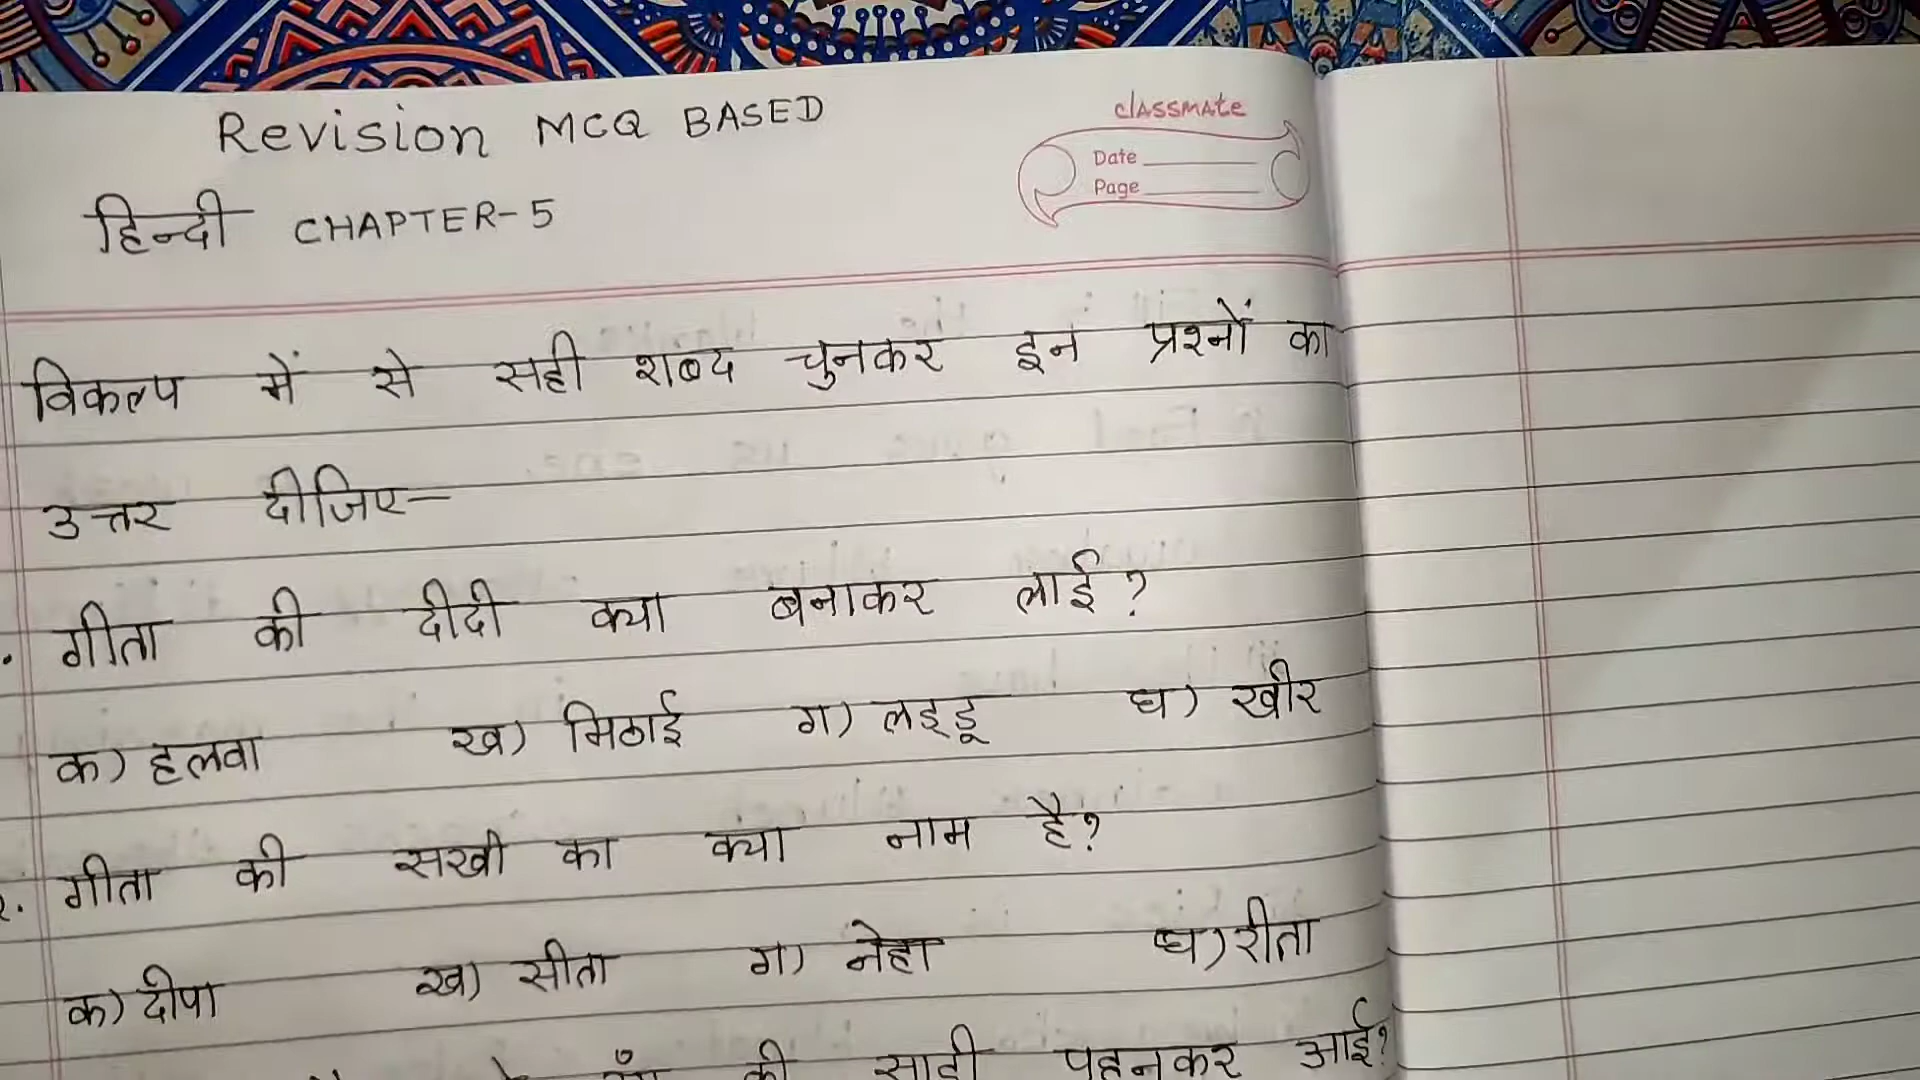 Revision MCQ BASED
classmate
Date
Page
हिन्दी CHAPTER-5
विकल्प में से सही शब्द चुनकर इन प्रश्नों का
उत्तर दीजिए-
गीता की दीदी क्या बनाकर लाई?
क) हलवा ख) मिठाई ग) लड्डू घ) खीर
२. गीता की सखी का क्या नाम है?
क) दीपा ख) सीता ग) नेहा घ) रीता
की साड़ी पहनकर आई?